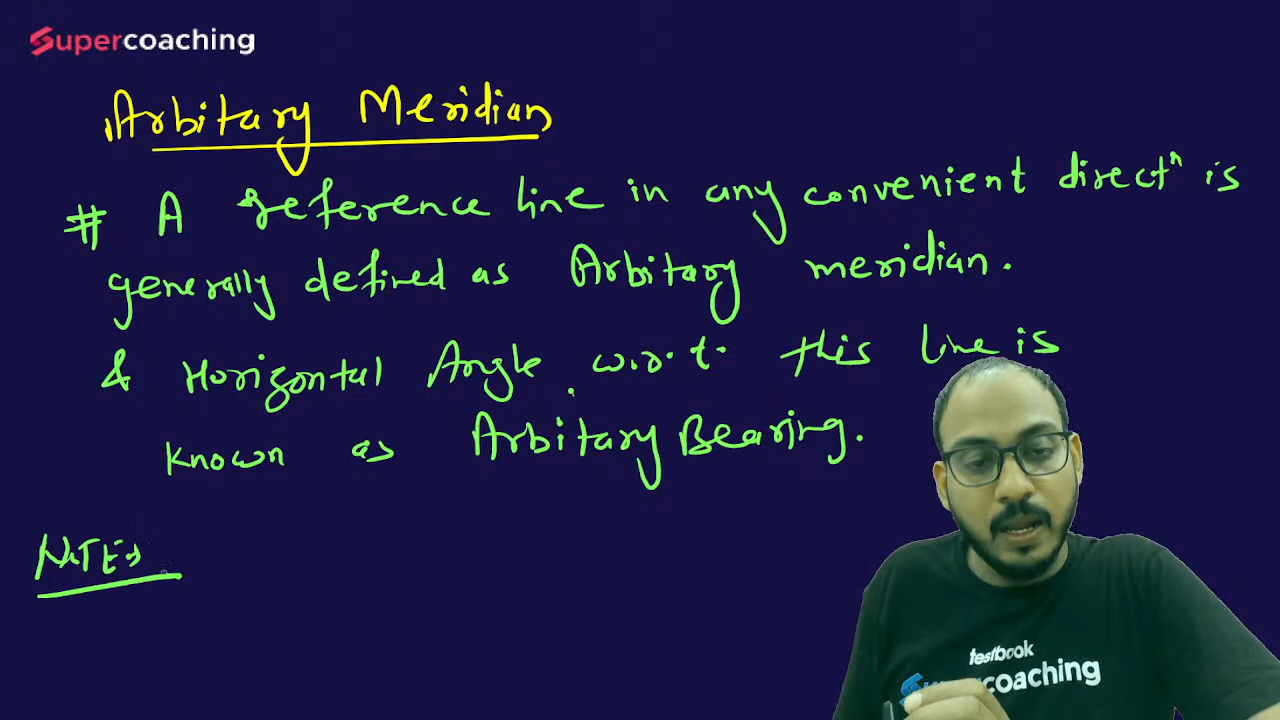 Supercoaching
Arbitary Meridian
# A reference line in any convenient directⁿ is
generally defined as Arbitary meridian.
& Horizontal Angle w.r.t. this line is
known as Arbitary Bearing.
NOTE→
testbook
Supercoaching